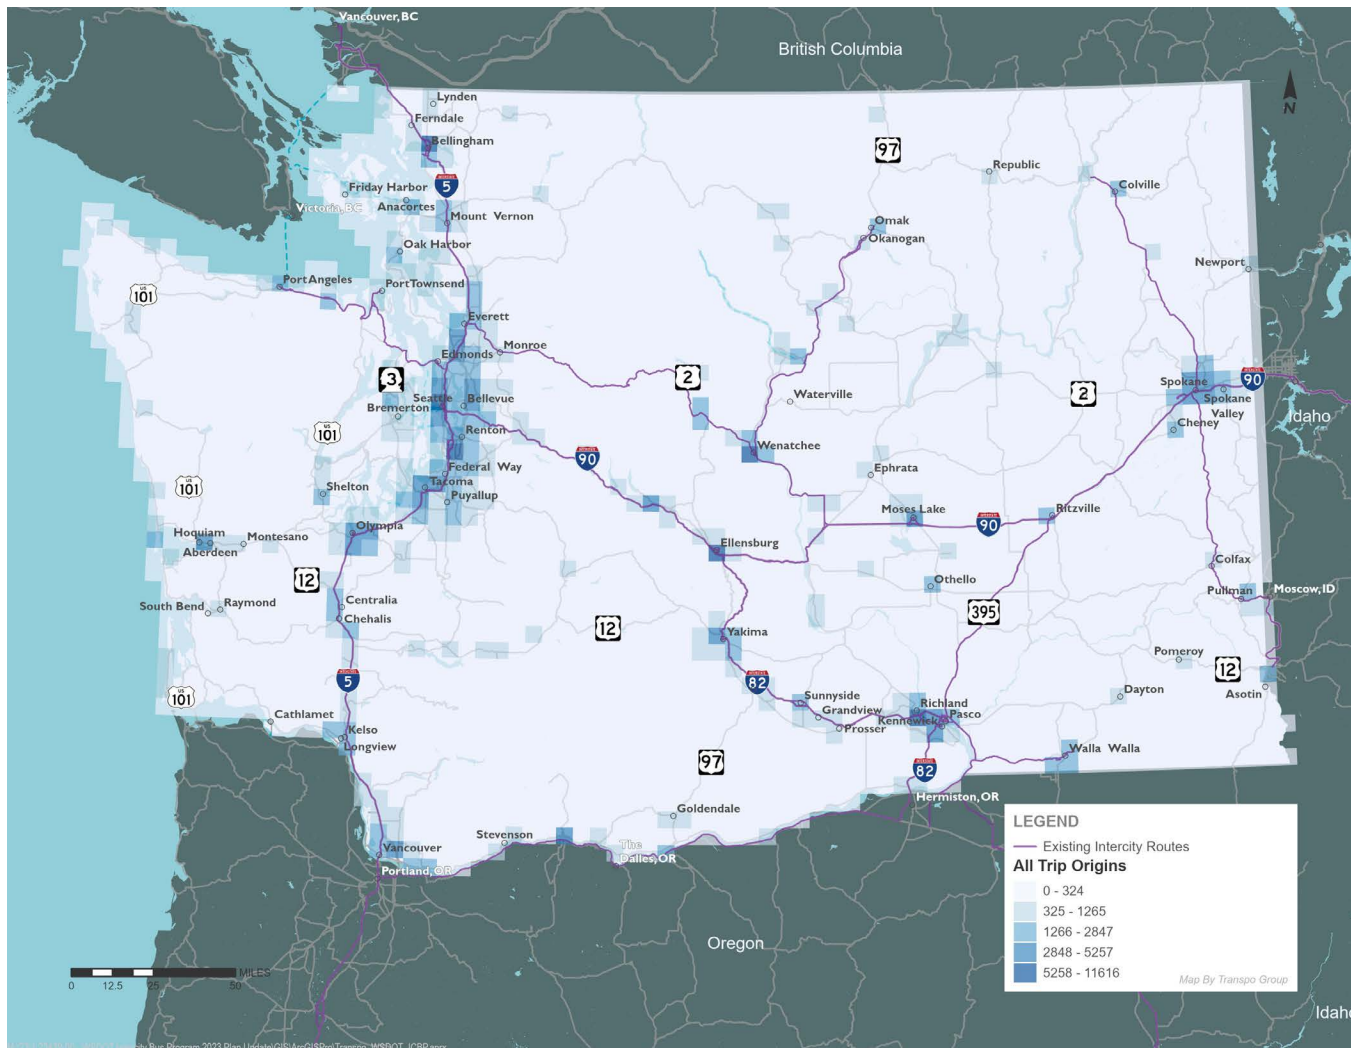 Vancouver, BC
British Columbia
N
Lynden
Ferndale
Bellingham
97
Republic
5
Colville
Friday Harbor
Victoria, BC
Anacortes
Mount Vernon
Omak
Okanogan
Oak Harbor
Newport
Port Angeles
Port Townsend
US
101
Everett
Monroe
Edmonds
3
2
Waterville
2
Spokane
90
Spokane
Valley
Idaho
Seattle
Bellevue
Bremerton
US
101
Renton
Cheney
Wenatchee
90
Federal Way
Ephrata
Tacoma
Puyallup
Shelton
US
101
Moses Lake
90
Ritzville
Olympia
Hoquiam
Aberdeen
Montesano
Ellensburg
Colfax
12
Othello
Pullman
Moscow, ID
Centralia
Chehalis
South Bend
Raymond
395
12
Yakima
Pomeroy
12
5
82
US
101
Dayton
Asotin
Sunnyside
Grandview
Prosser
Richland
Pasco
Kennewick
Cathlamet
Kelso
Longview
Walla Walla
97
82
Hermiston, OR
Goldendale
Stevenson
The
Dalles, OR
Vancouver
Portland, OR
Oregon
LEGEND
Existing Intercity Routes
All Trip Origins
0 - 324
325 - 1265
1266 - 2847
2848 - 5257
5258 - 11616
Map By Transpo Group
MILES
0 12.5 25 50